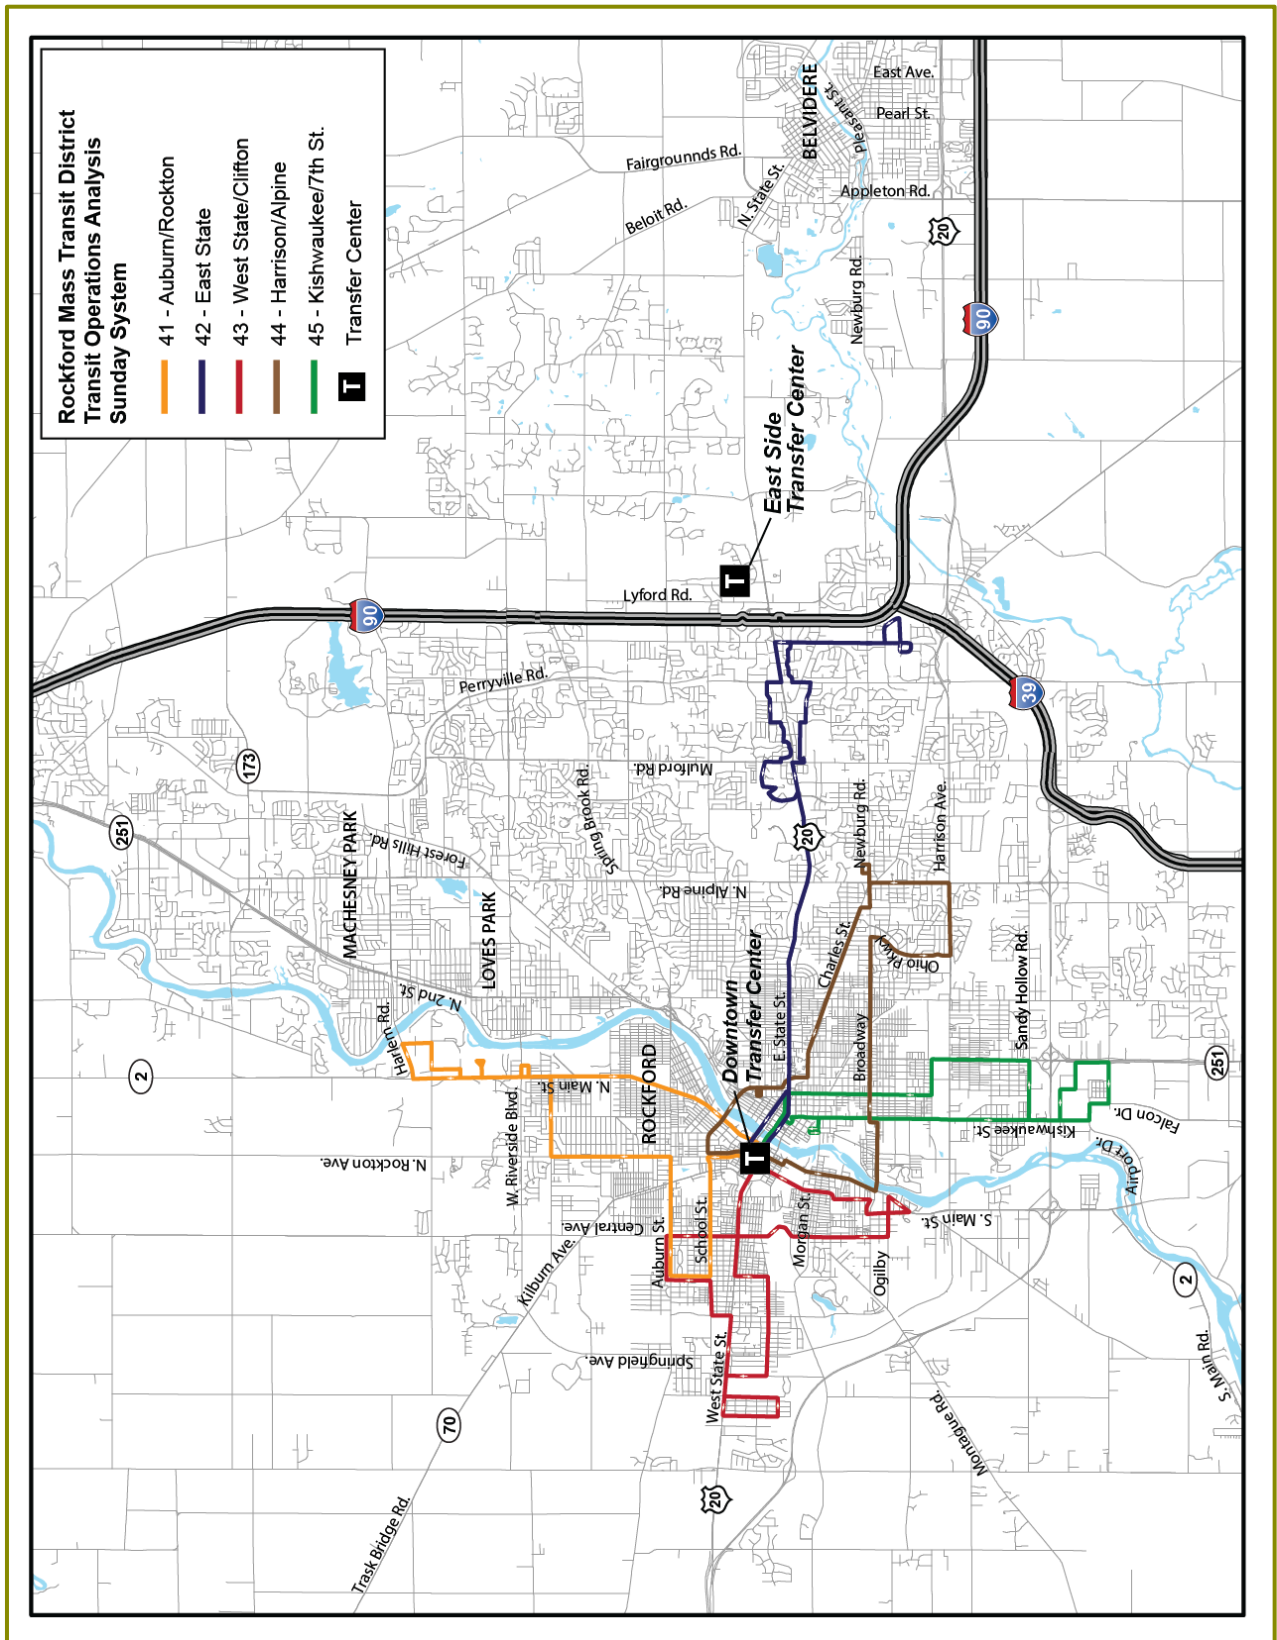 Rockford Mass Transit District
Transit Operations Analysis
Sunday System
41 - Auburn/Rockton
42 - East State
43 - West State/Clifton
44 - Harrison/Alpine
45 - Kishwaukee/7th St.
T
Transfer Center
East Ave.
Pleasant St.
Pearl St.
BELVIDERE
Fairgrounnds Rd.
N. State St.
Appleton Rd.
Beloit Rd.
20
Newburg Rd.
90
East Side
Transfer Center
T
Lyford Rd.
90
Perryville Rd.
39
173
Mulford Rd.
Spring Brook Rd.
251
Forest Hills Rd.
MACHESNEY PARK
20
Newburg Rd.
Harrison Ave.
N. Alpine Rd.
LOVES PARK
Charles St.
Ohio Pkwy
N. 2nd St.
Downtown
Transfer Center
E. State St.
Sandy Hollow Rd.
Harlem Rd.
Broadway
2
N. Main St.
ROCKFORD
251
W. Riverside Blvd.
Kishwaukee St.
Falcon Dr.
N. Rockton Ave.
T
Airport Dr.
Central Ave.
Auburn St.
School St.
Morgan St.
S. Main St.
Kilburn Ave.
Ogilby
2
Springfield Ave.
West State St.
S. Main Rd.
70
Montague Rd.
20
Trask Bridge Rd.